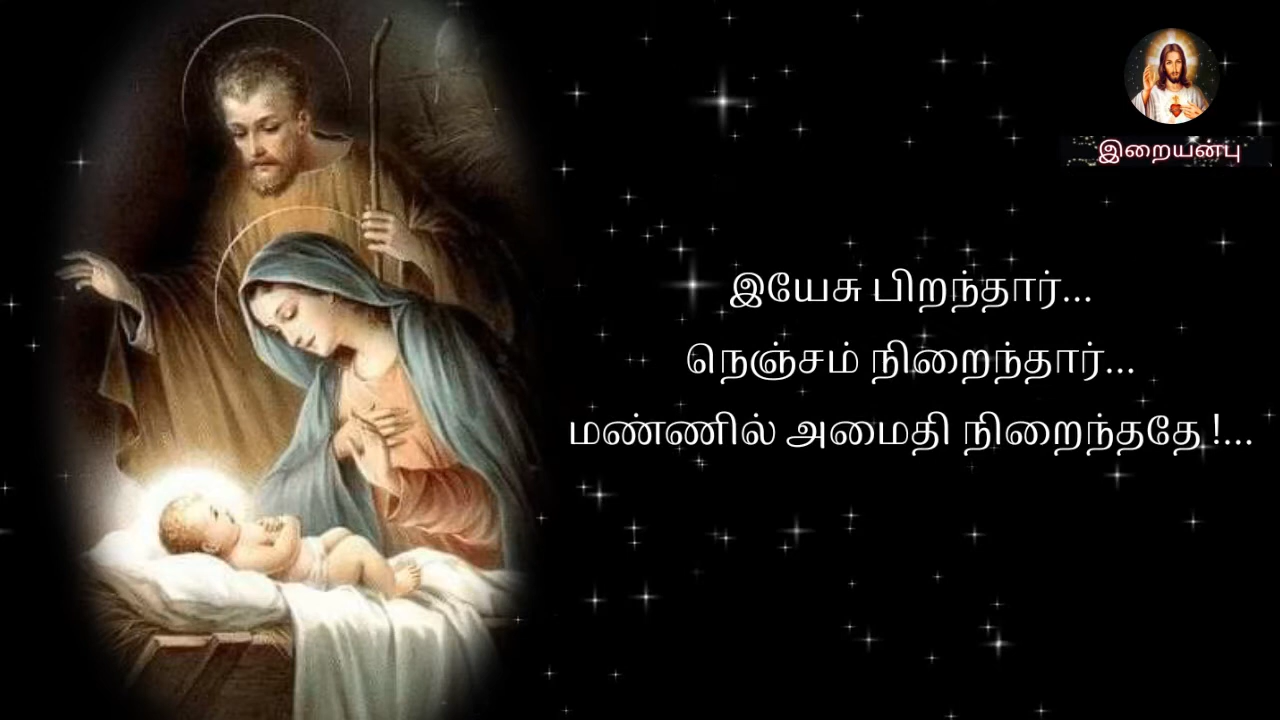 இறையன்பு
இயேசு பிறந்தார்...
நெஞ்சம் நிறைந்தார்...
மண்ணில் அமைதி நிறைந்ததே !...